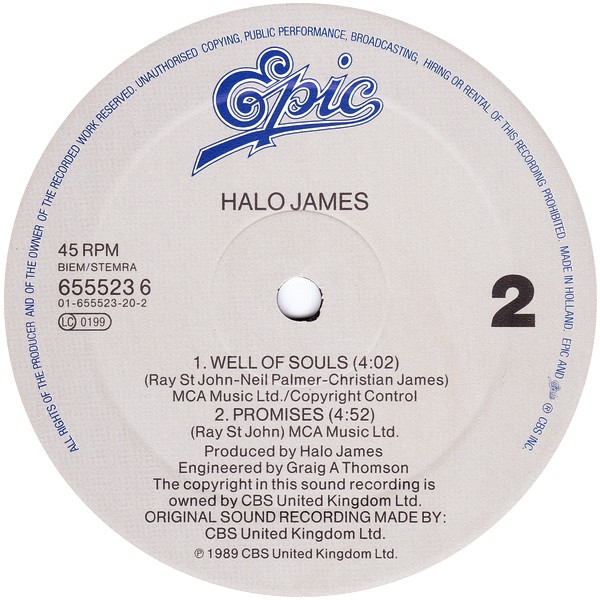 ALL RIGHTS OF THE PRODUCER AND OF THE OWNER OF THE RECORDED WORK RESERVED. UNAUTHORISED COPYING, PUBLIC PERFORMANCE, BROADCASTING, HIRING OR RENTAL OF THIS RECORDING PROHIBITED. MADE IN HOLLAND. EPIC AND Epic ℗ CBS INC.
Epic
HALO JAMES
45 RPM
BIEM/STEMRA
655523 6
01-655523-20-2
LC 0199
2
1. WELL OF SOULS (4:02)
(Ray St John-Neil Palmer-Christian James)
MCA Music Ltd./Copyright Control
2. PROMISES (4:52)
(Ray St John) MCA Music Ltd.
Produced by Halo James
Engineered by Graig A Thomson
The copyright in this sound recording is
owned by CBS United Kingdom Ltd.
ORIGINAL SOUND RECORDING MADE BY:
CBS United Kingdom Ltd.
℗ 1989 CBS United Kingdom Ltd.